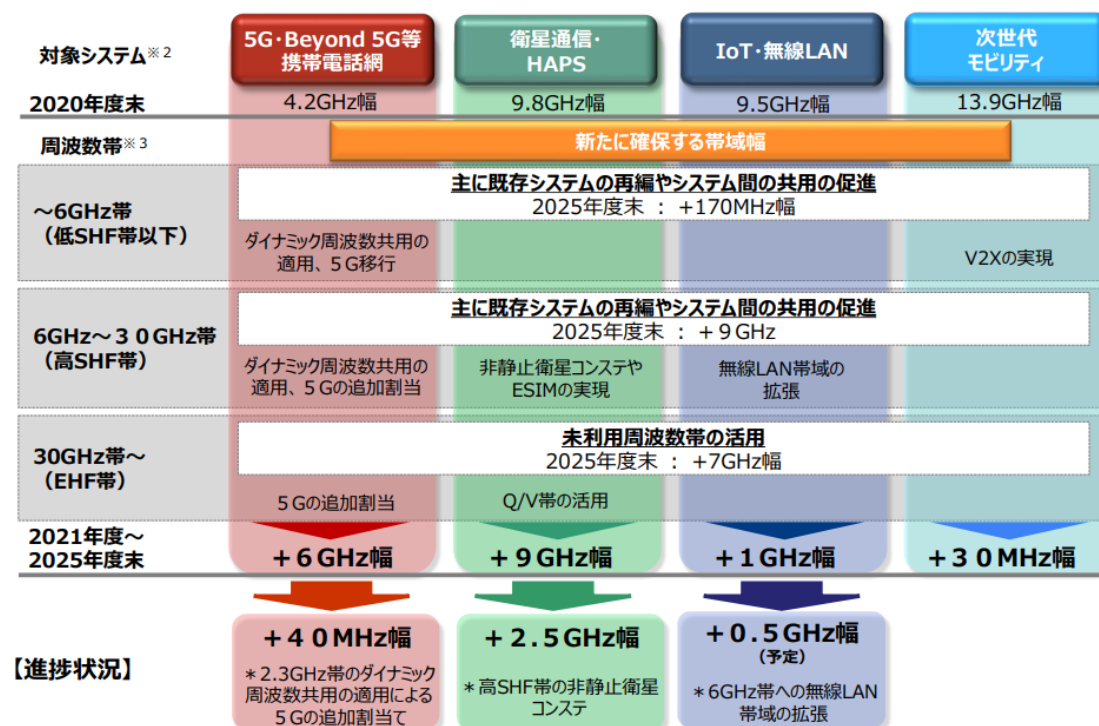 対象システム※2
5G・Beyond 5G等
携帯電話網
衛星通信・
HAPS
IoT・無線LAN
次世代
モビリティ
2020年度末
4.2GHz幅
9.8GHz幅
9.5GHz幅
13.9GHz幅
周波数帯※3
新たに確保する帯域幅
～6GHz帯
（低SHF帯以下）
主に既存システムの再編やシステム間の共用の促進
2025年度末 ： +170MHz幅
ダイナミック周波数共用の
適用、５G移行
V2Xの実現
6GHz～３０GHz帯
（高SHF帯）
主に既存システムの再編やシステム間の共用の促進
2025年度末 ： +９GHz
ダイナミック周波数共用の
適用、５Gの追加割当
非静止衛星コンステや
ESIMの実現
無線LAN帯域の
拡張
30GHz帯～
（EHF帯）
未利用周波数帯の活用
2025年度末 ： +7GHz幅
５Gの追加割当
Q/V帯の活用
2021年度～
2025年度末
+６GHz幅
+９GHz幅
+１GHz幅
+３０MHz幅
【進捗状況】
+４０MHz幅
＊2.3GHz帯のダイナミック
周波数共用の適用による
５Gの追加割当て
+２.５GHz幅
＊高SHF帯の非静止衛星
コンステ
+０.５GHz幅
（予定）
＊6GHz帯への無線LAN
帯域の拡張